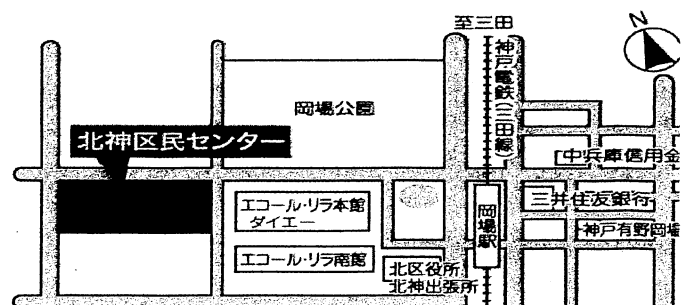 至三田
N
神戸電鉄(三田線)
岡場公園
北神区民センター
中兵庫信用金
エコール・リラ本館
ダイエー
岡場駅
三井住友銀行
神戸有野岡場
エコール・リラ南館
北区役所
北神出張所